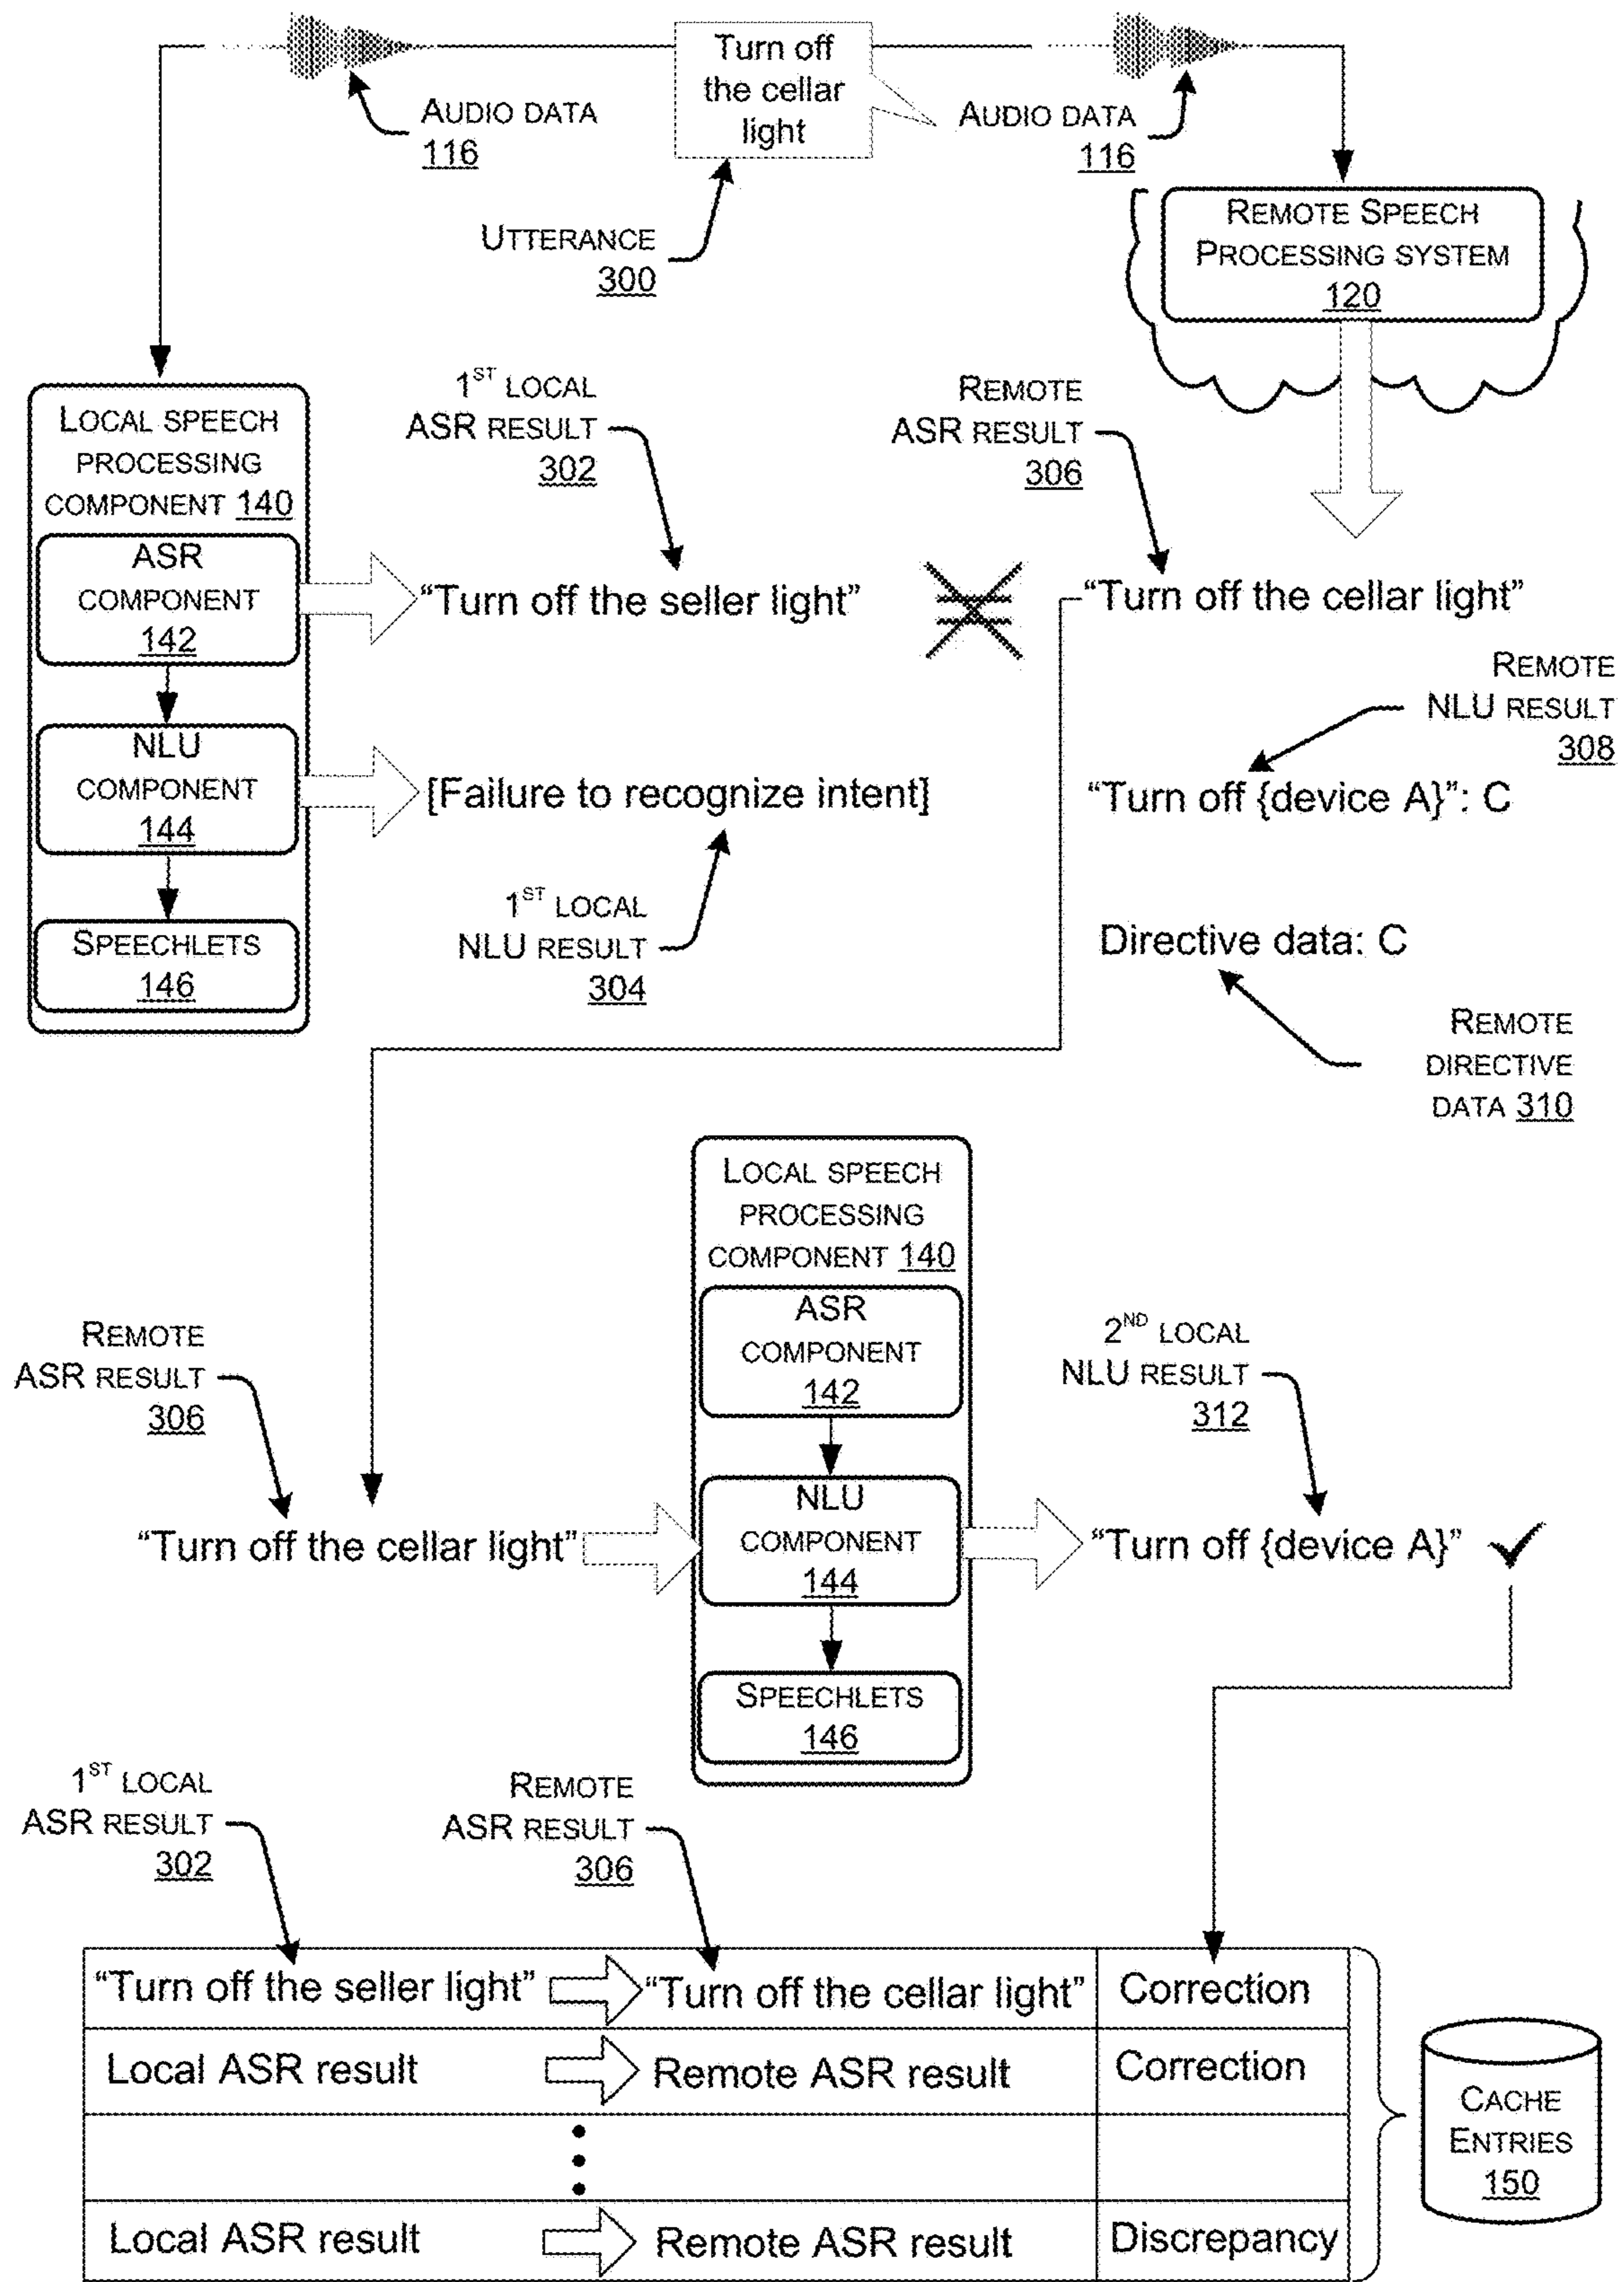 Turn off
the cellar
light
AUDIO DATA
116
AUDIO DATA
116
UTTERANCE
300
REMOTE SPEECH
PROCESSING SYSTEM
120
LOCAL SPEECH
PROCESSING
COMPONENT 140
ASR
COMPONENT
142
NLU
COMPONENT
144
SPEECHLETS
146
1ST LOCAL
ASR RESULT
302
“Turn off the seller light”
REMOTE
ASR RESULT
306
“Turn off the cellar light”
[Failure to recognize intent]
1ST LOCAL
NLU RESULT
304
REMOTE
NLU RESULT
308
“Turn off {device A}”: C
Directive data: C
REMOTE
DIRECTIVE
DATA 310
LOCAL SPEECH
PROCESSING
COMPONENT 140
ASR
COMPONENT
142
NLU
COMPONENT
144
SPEECHLETS
146
REMOTE
ASR RESULT
306
“Turn off the cellar light”
2ND LOCAL
NLU RESULT
312
“Turn off {device A}”
1ST LOCAL
ASR RESULT
302
REMOTE
ASR RESULT
306
“Turn off the seller light” “Turn off the cellar light” Correction
Local ASR result Remote ASR result Correction
Local ASR result Remote ASR result Discrepancy
CACHE
ENTRIES
150